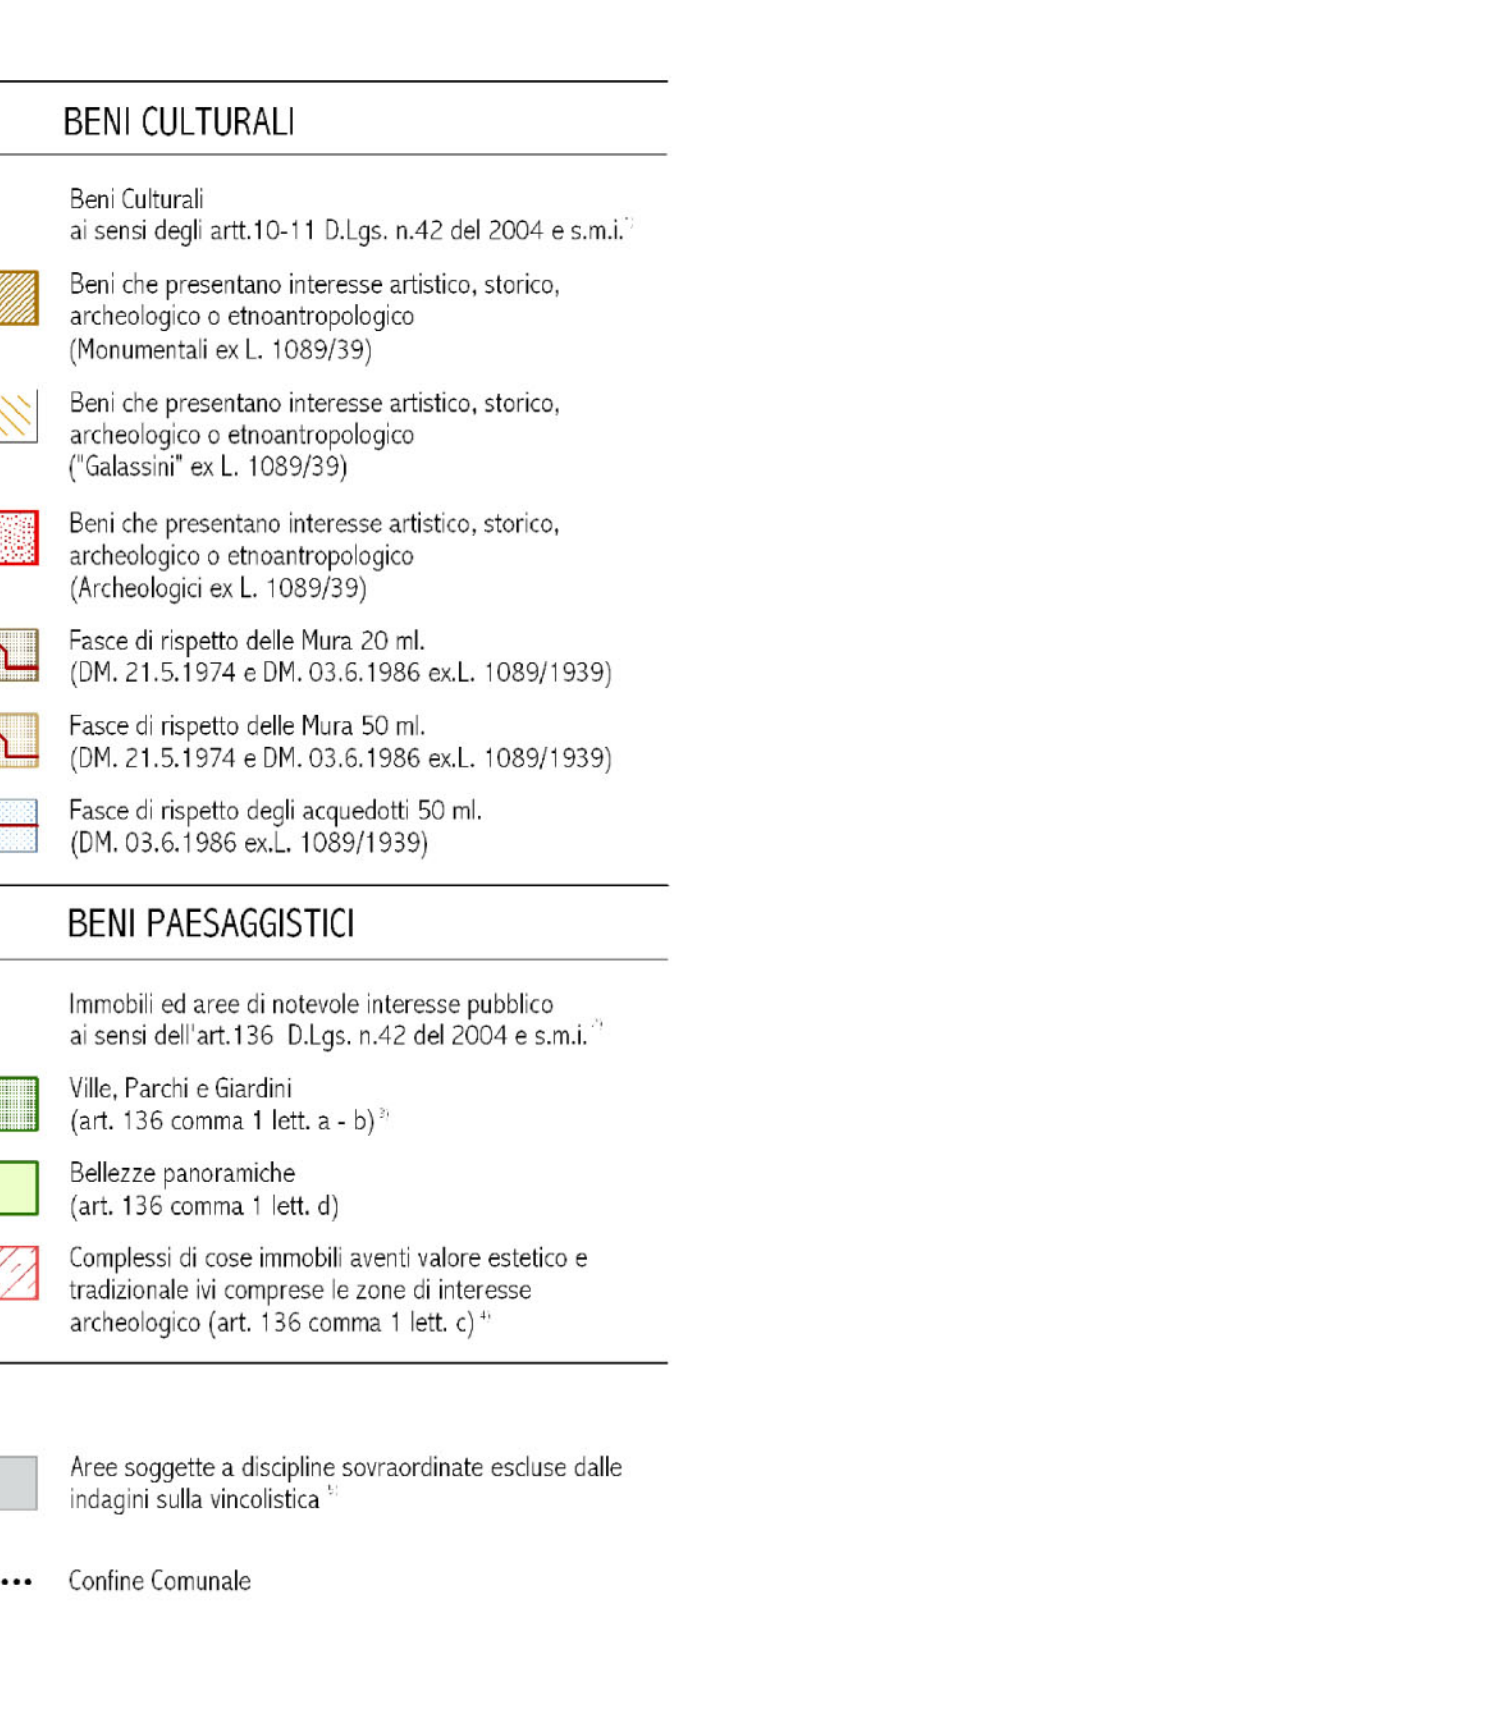 BENI CULTURALI
Beni Culturali
ai sensi degli artt.10-11 D.Lgs. n.42 del 2004 e s.m.i.
Beni che presentano interesse artistico, storico,
archeologico o etnoantropologico
(Monumentali ex L. 1089/39)
Beni che presentano interesse artistico, storico,
archeologico o etnoantropologico
("Galassini" ex L. 1089/39)
Beni che presentano interesse artistico, storico,
archeologico o etnoantropologico
(Archeologici ex L. 1089/39)
Fasce di rispetto delle Mura 20 ml.
(DM. 21.5.1974 e DM. 03.6.1986 ex.L. 1089/1939)
Fasce di rispetto delle Mura 50 ml.
(DM. 21.5.1974 e DM. 03.6.1986 ex.L. 1089/1939)
Fasce di rispetto degli acquedotti 50 ml.
(DM. 03.6.1986 ex.L. 1089/1939)
BENI PAESAGGISTICI
Immobili ed aree di notevole interesse pubblico
ai sensi dell'art.136 D.Lgs. n.42 del 2004 e s.m.i.
Ville, Parchi e Giardini
(art. 136 comma 1 lett. a - b) 3)
Bellezze panoramiche
(art. 136 comma 1 lett. d)
Complessi di cose immobili aventi valore estetico e
tradizionale ivi comprese le zone di interesse
archeologico (art. 136 comma 1 lett. c) 4)
Aree soggette a discipline sovraordinate escluse dalle
indagini sulla vincolistica
Confine Comunale